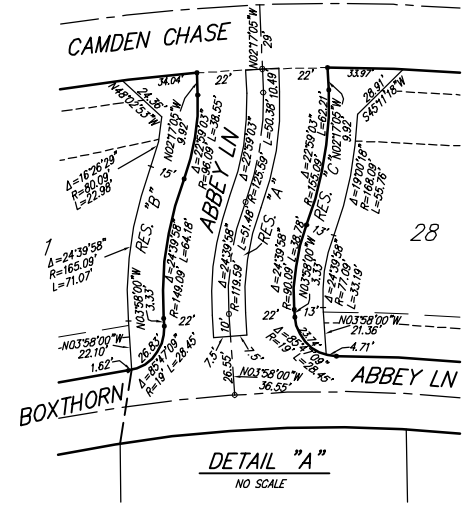 CAMDEN CHASE
N02°17'05"W
29'
34.04'
22'
22'
33.97'
24.36'
N48°02'53"W
N02°17'05"W
9.92'
Δ=22°59'03"
R=96.09' L=38.55'
ABBEY LN
10.49'
L=50.38'
Δ=22°59'03"
R=125.59'
L=62.21'
Δ=22°59'03"
R=155.09'
N02°17'05"W
9.92'
28.91'
S45°11'18"W
Δ=16°26'29"
R=80.09'
L=22.98'
15'
RES. "B"
RES. "A"
RES. "C"
Δ=19°00'18"
R=168.09'
L=55.76'
28
1
Δ=24°39'58"
R=165.09'
L=71.07'
L=64.18'
Δ=24°39'58"
R=149.09'
L=51.48'
Δ=24°39'58"
R=119.59'
L=38.78'
Δ=24°39'58"
R=90.09'
13'
N03°58'00"W
3.33'
N03°58'00"W
3.33'
Δ=24°39'58"
R=77.09'
L=33.19'
22'
10'
22'
13'
N03°58'00"W
22.10'
N03°58'00"W
21.36'
1.62'
26.83'
Δ=85°47'09"
R=19' L=28.45'
7.5'
7.5'
26.55'
N03°58'00"W
36.55'
Δ=85°47'09"
R=19' L=28.45'
4.71'
BOXTHORN
ABBEY LN
DETAIL "A"
NO SCALE